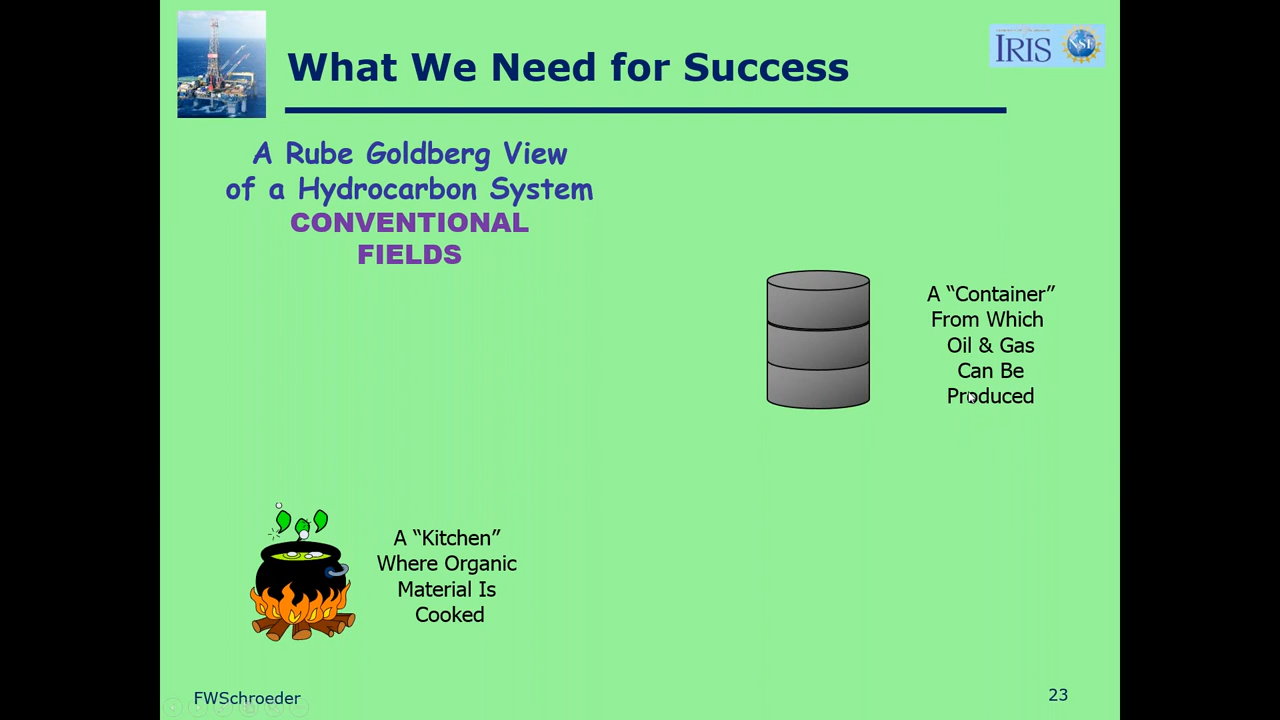 What We Need for Success
IRIS
NSF
A Rube Goldberg View
of a Hydrocarbon System
CONVENTIONAL
FIELDS
A “Container”
From Which
Oil & Gas
Can Be
Produced
A “Kitchen”
Where Organic
Material Is
Cooked
FWSchroeder
23